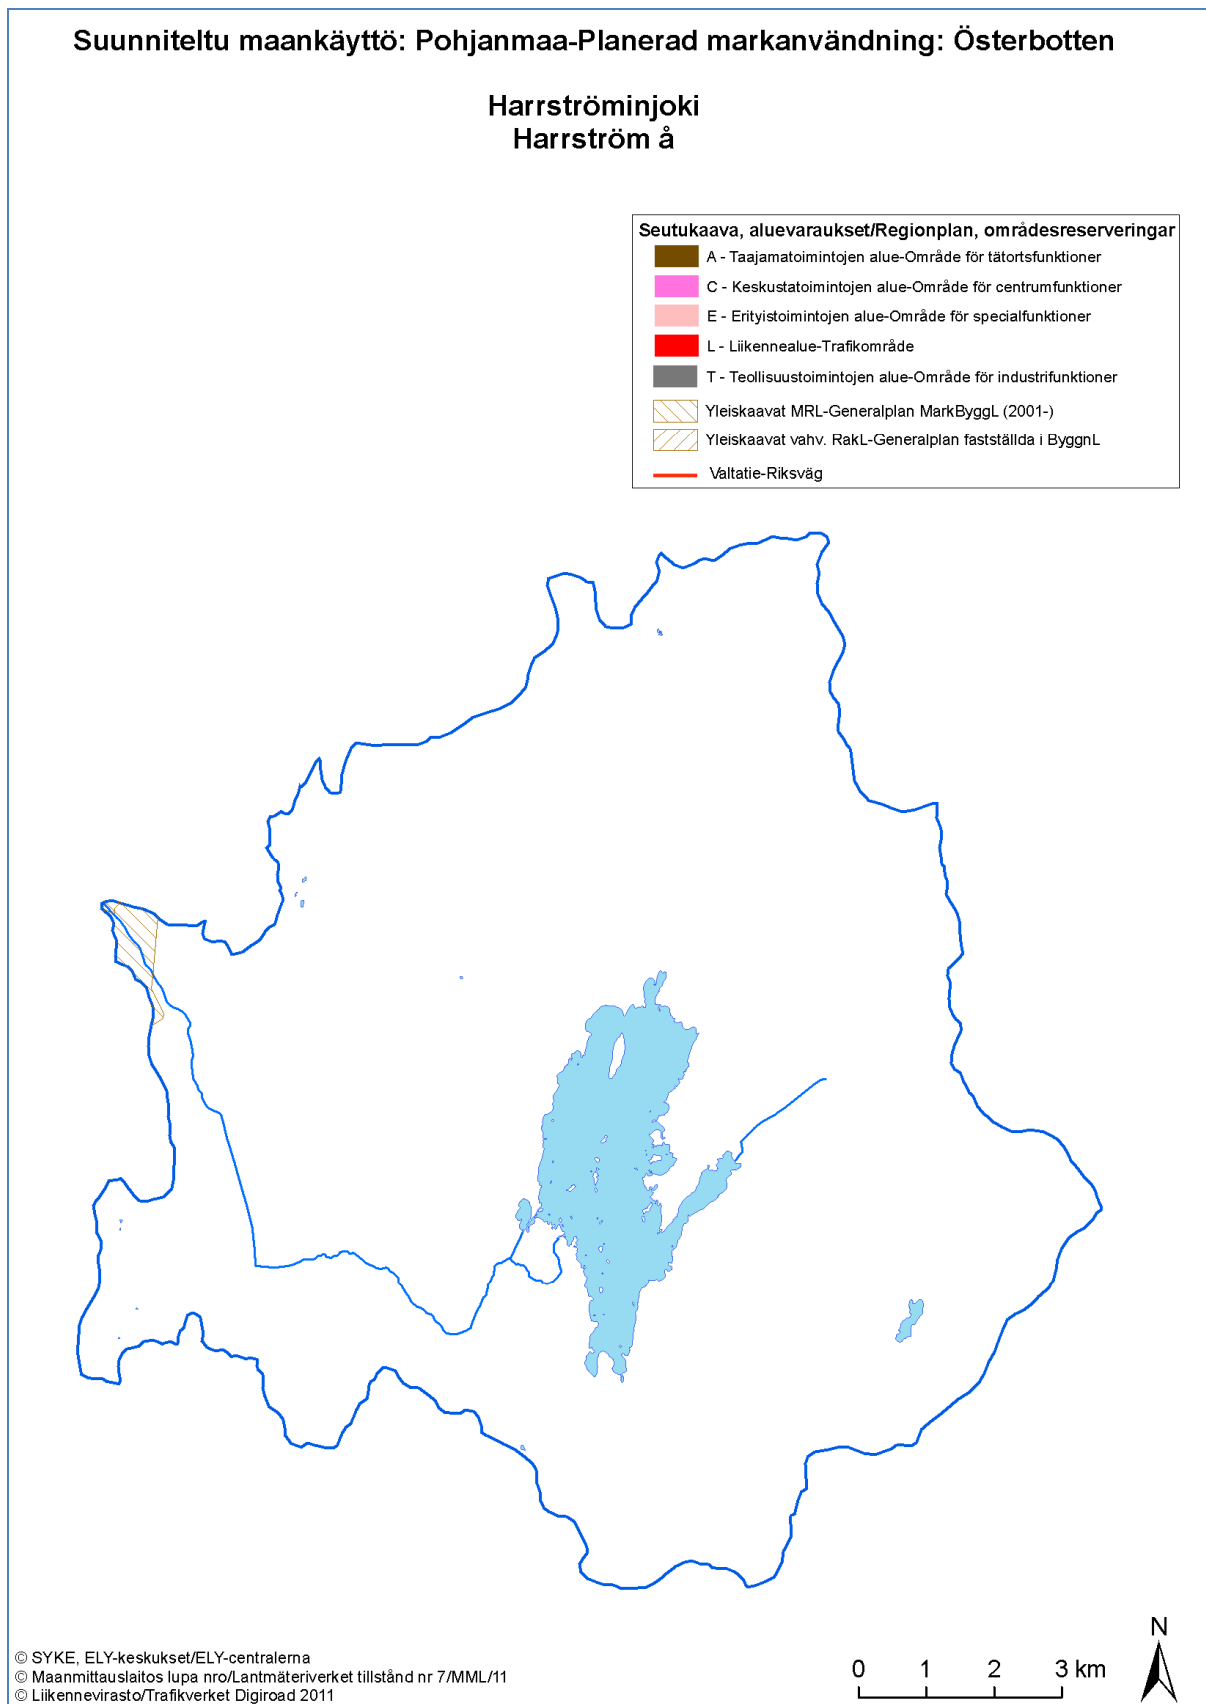 Suunniteltu maankäyttö: Pohjanmaa-Planerad markanvändning: Österbotten
Harrströminjoki
Harrström å
Seutukaava, aluevaraukset/Regionplan, områdesreserveringar
A - Taajamatoimintojen alue-Område för tätortsfunktioner
C - Keskustatoimintojen alue-Område för centrumfunktioner
E - Erityistoimintojen alue-Område för specialfunktioner
L - Liikennealue-Trafikområde
T - Teollisuustoimintojen alue-Område för industrifunktioner
Yleiskaavat MRL-Generalplan MarkByggL (2001-)
Yleiskaavat vahv. RakL-Generalplan fastställda i ByggnL
Valtatie-Riksväg
© SYKE, ELY-keskukset/ELY-centralerna
© Maanmittauslaitos lupa nro/Lantmäteriverket tillstånd nr 7/MML/11
© Liikennevirasto/Trafikverket Digiroad 2011
0 1 2 3 km
N